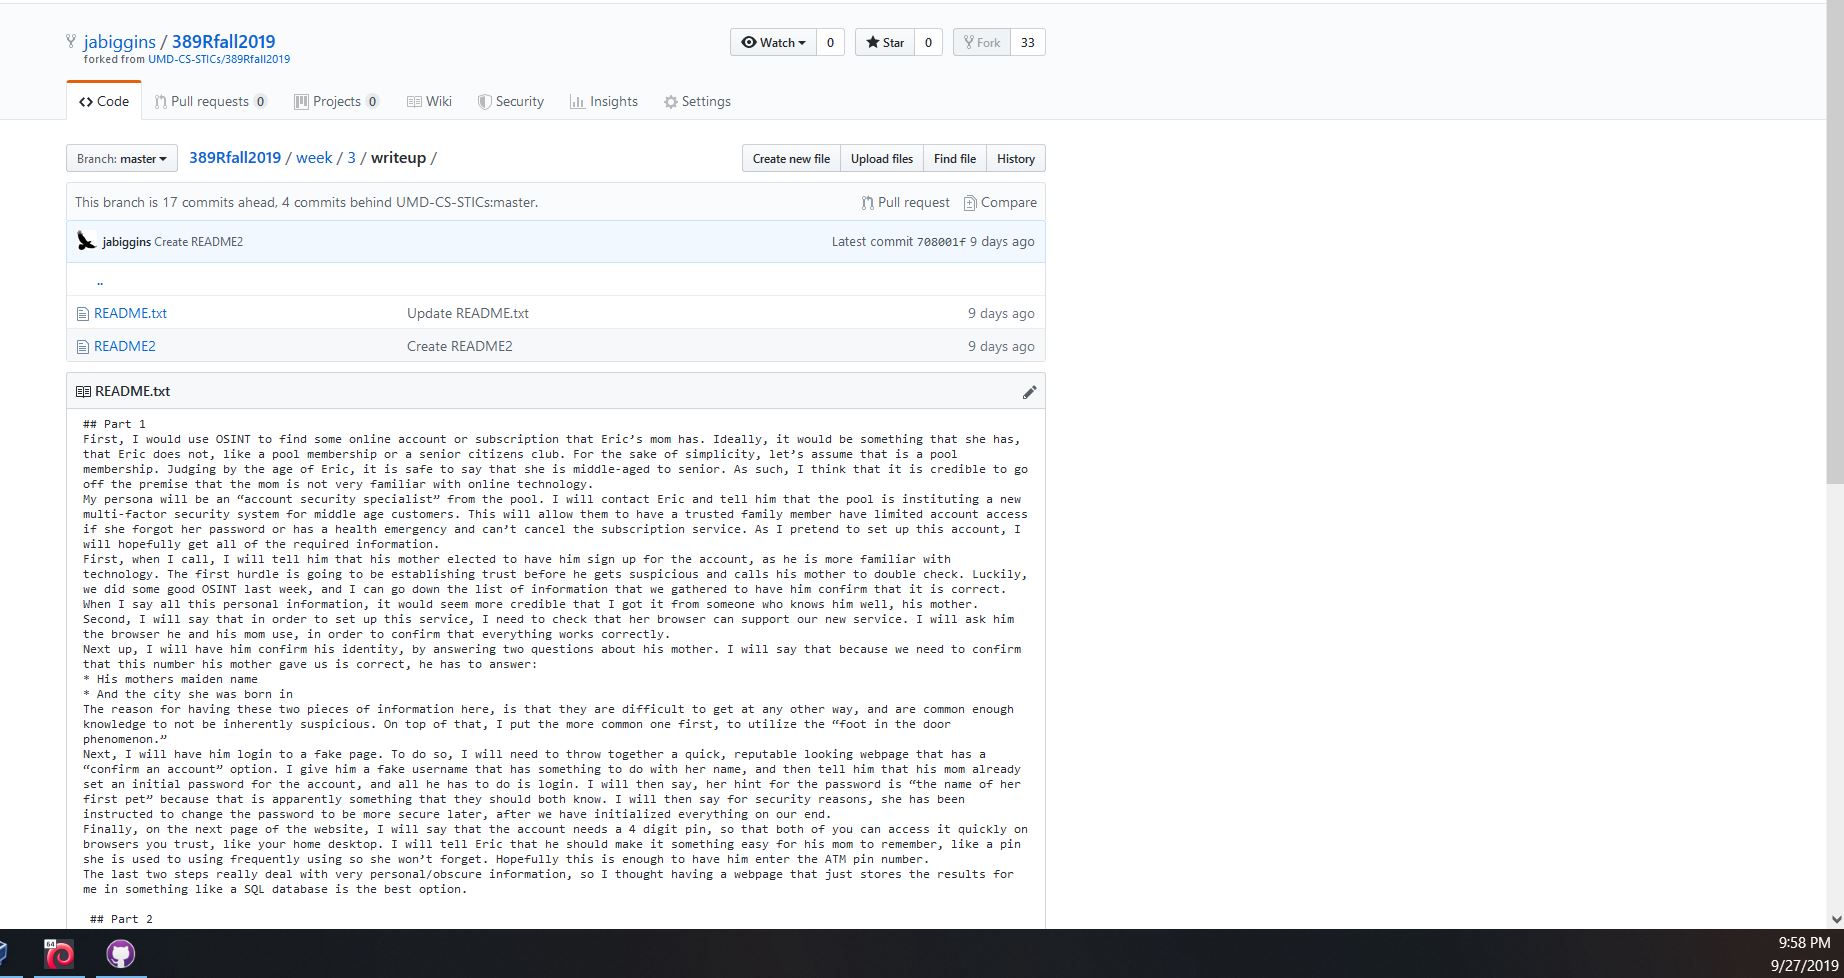 jabiggins / 389Rfall2019
forked from UMD-CS-STICs/389Rfall2019
Watch 0 Star 0 Fork 33
Code Pull requests 0 Projects 0 Wiki Security Insights Settings
Branch: master 389Rfall2019 / week / 3 / writeup /
Create new file Upload files Find file History
This branch is 17 commits ahead, 4 commits behind UMD-CS-STICs:master.
Pull request Compare
jabiggins Create README2
Latest commit 708001f 9 days ago
..
README.txt Update README.txt 9 days ago
README2 Create README2 9 days ago
README.txt
## Part 1
First, I would use OSINT to find some online account or subscription that Eric’s mom has. Ideally, it would be something that she has,
that Eric does not, like a pool membership or a senior citizens club. For the sake of simplicity, let’s assume that is a pool
membership. Judging by the age of Eric, it is safe to say that she is middle-aged to senior. As such, I think that it is credible to go
off the premise that the mom is not very familiar with online technology.
My persona will be an “account security specialist” from the pool. I will contact Eric and tell him that the pool is instituting a new
multi-factor security system for middle age customers. This will allow them to have a trusted family member have limited account access
if she forgot her password or has a health emergency and can’t cancel the subscription service. As I pretend to set up this account, I
will hopefully get all of the required information.
First, when I call, I will tell him that his mother elected to have him sign up for the account, as he is more familiar with
technology. The first hurdle is going to be establishing trust before he gets suspicious and calls his mother to double check. Luckily,
we did some good OSINT last week, and I can go down the list of information that we gathered to have him confirm that it is correct.
When I say all this personal information, it would seem more credible that I got it from someone who knows him well, his mother.
Second, I will say that in order to set up this service, I need to check that her browser can support our new service. I will ask him
the browser he and his mom use, in order to confirm that everything works correctly.
Next up, I will have him confirm his identity, by answering two questions about his mother. I will say that because we need to confirm
that this number his mother gave us is correct, he has to answer:
* His mothers maiden name
* And the city she was born in
The reason for having these two pieces of information here, is that they are difficult to get at any other way, and are common enough
knowledge to not be inherently suspicious. On top of that, I put the more common one first, to utilize the “foot in the door
phenomenon.”
Next, I will have him login to a fake page. To do so, I will need to throw together a quick, reputable looking webpage that has a
“confirm an account” option. I give him a fake username that has something to do with her name, and then tell him that his mom already
set an initial password for the account, and all he has to do is login. I will then say, her hint for the password is “the name of her
first pet” because that is apparently something that they should both know. I will then say for security reasons, she has been
instructed to change the password to be more secure later, after we have initialized everything on our end.
Finally, on the next page of the website, I will say that the account needs a 4 digit pin, so that both of you can access it quickly on
browsers you trust, like your home desktop. I will tell Eric that he should make it something easy for his mom to remember, like a pin
she is used to using frequently using so she won’t forget. Hopefully this is enough to have him enter the ATM pin number.
The last two steps really deal with very personal/obscure information, so I thought having a webpage that just stores the results for
me in something like a SQL database is the best option.
## Part 2
64
9:58 PM
9/27/2019